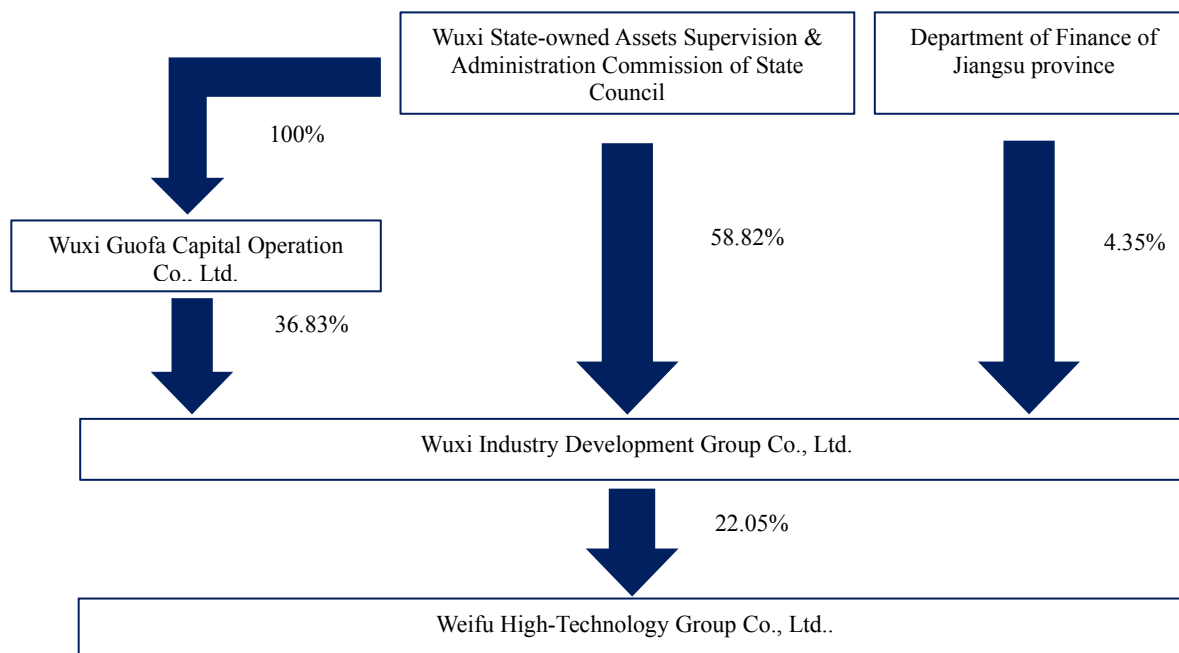 Wuxi State-owned Assets Supervision &
Administration Commission of State
Council
Department of Finance of
Jiangsu province
100%
Wuxi Guofa Capital Operation
Co., Ltd.
58.82%
4.35%
36.83%
Wuxi Industry Development Group Co., Ltd.
22.05%
Weifu High-Technology Group Co., Ltd..